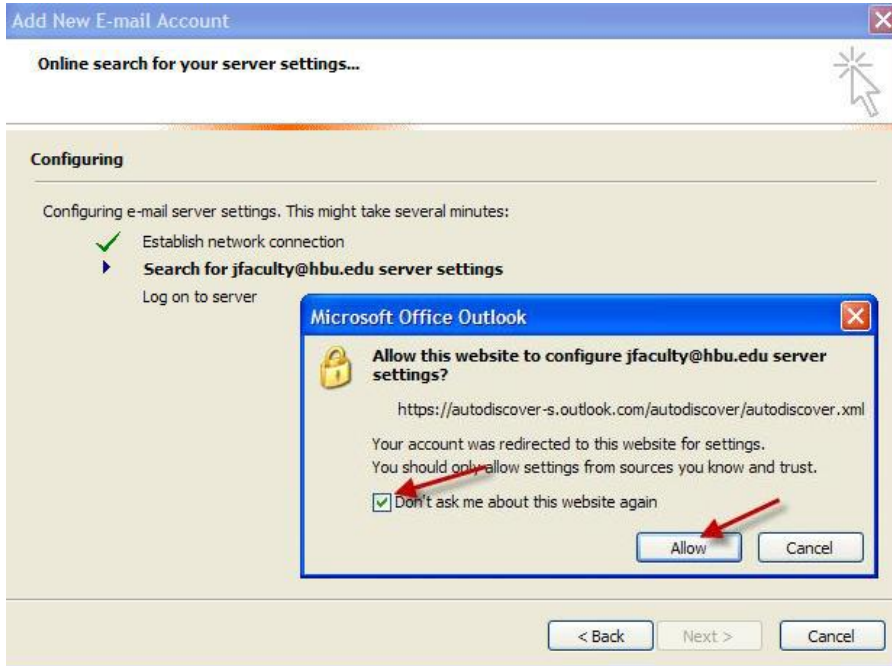 Add New E-mail Account
Online search for your server settings...
Configuring
Configuring e-mail server settings. This might take several minutes:
Establish network connection
Search for jfaculty@hbu.edu server settings
Log on to server
Microsoft Office Outlook
Allow this website to configure jfaculty@hbu.edu server
settings?
https://autodiscover-s.outlook.com/autodiscover/autodiscover.xml
Your account was redirected to this website for settings.
You should only allow settings from sources you know and trust.
Don't ask me about this website again
Allow Cancel
< Back Next > Cancel